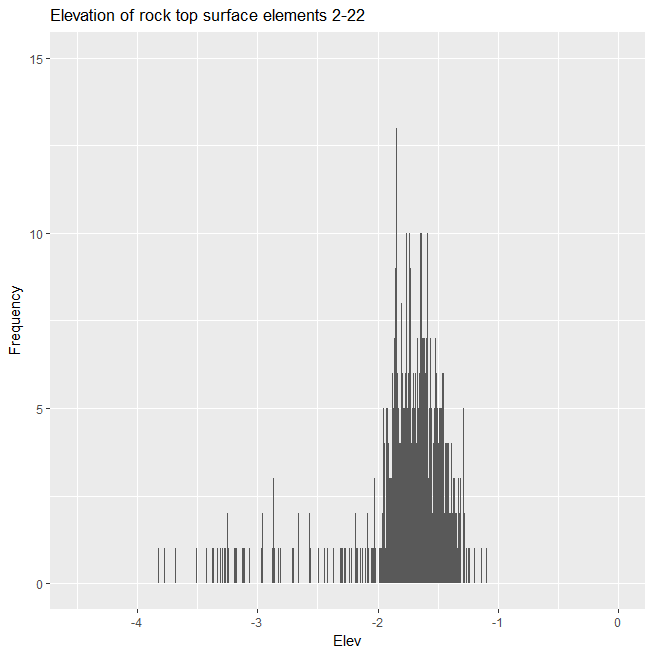 Elevation of rock top surface elements 2-22
15
10
5
0
Frequency
-4 -3 -2 -1 0
Elev